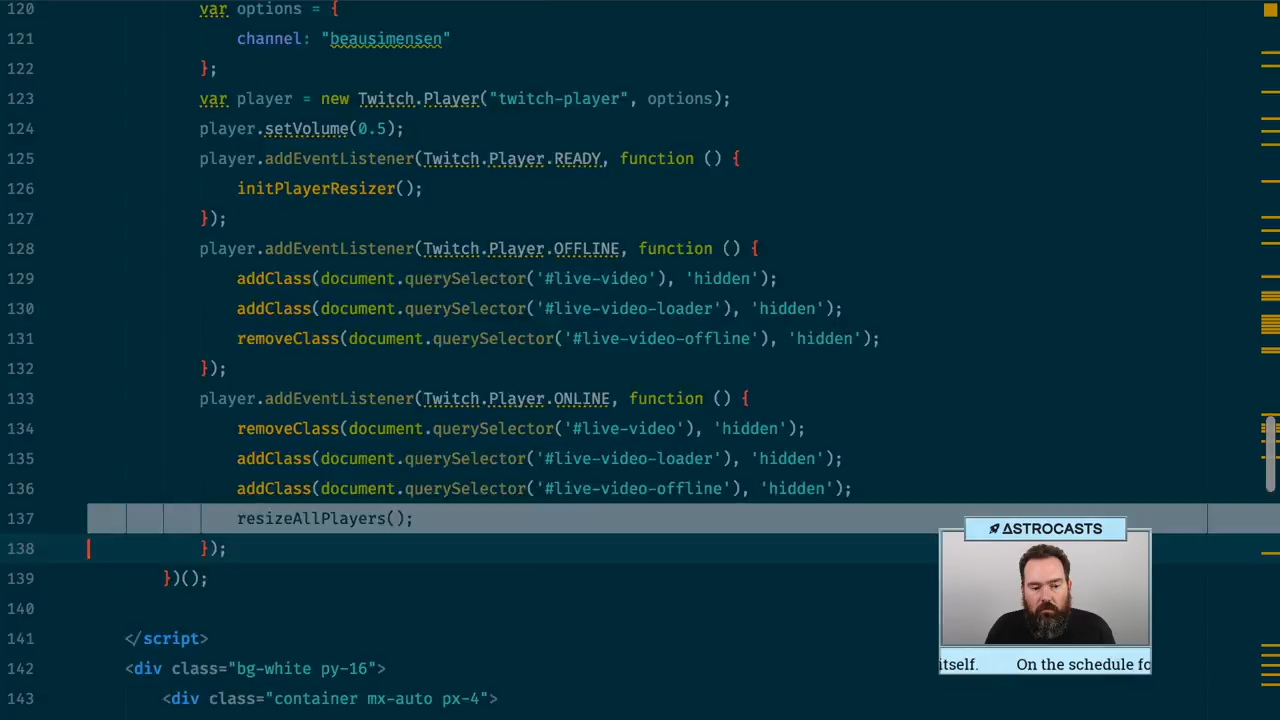 120 var options = {
121 channel: "beausimensen"
122 };
123 var player = new Twitch.Player("twitch-player", options);
124 player.setVolume(0.5);
125 player.addEventListener(Twitch.Player.READY, function () {
126 initPlayerResizer();
127 });
128 player.addEventListener(Twitch.Player.OFFLINE, function () {
129 addClass(document.querySelector('#live-video'), 'hidden');
130 addClass(document.querySelector('#live-video-loader'), 'hidden');
131 removeClass(document.querySelector('#live-video-offline'), 'hidden');
132 });
133 player.addEventListener(Twitch.Player.ONLINE, function () {
134 removeClass(document.querySelector('#live-video'), 'hidden');
135 addClass(document.querySelector('#live-video-loader'), 'hidden');
136 addClass(document.querySelector('#live-video-offline'), 'hidden');
137 resizeAllPlayers();
138 });
139 })();
140
141 </script>
142 <div class="bg-white py-16">
143 <div class="container mx-auto px-4">
ΔSTROCASTS
itself. On the schedule fo